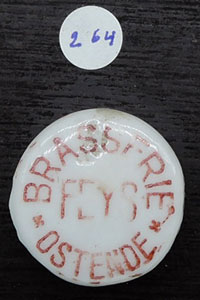 264
BRASSERIE
FEYS
* OSTENDE *